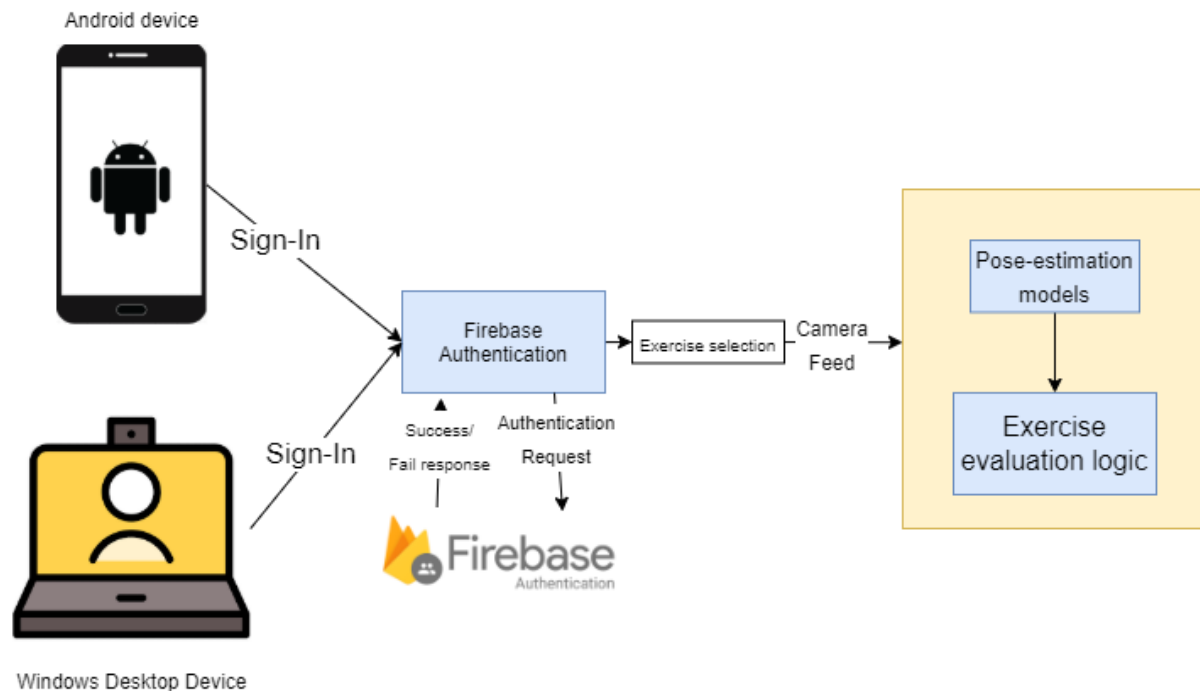 Android device
Sign-In
Firebase
Authentication
Exercise selection
Camera
Feed
Pose-estimation
models
Exercise
evaluation logic
Sign-In
Success/
Fail response
Authentication
Request
Firebase
Authentication
Windows Desktop Device